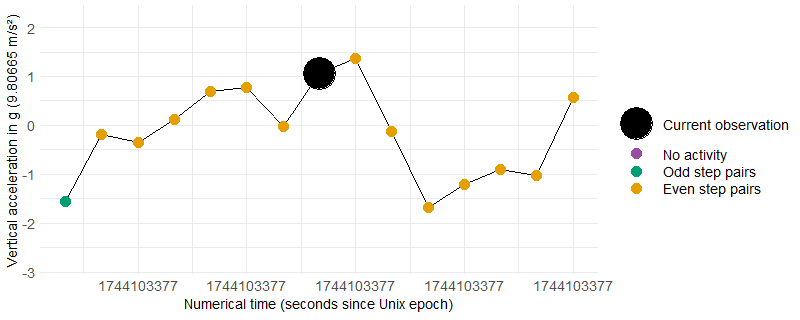 Vertical acceleration in g (9.80665 m/s²)
2
1
0
-1
-2
-3
1744103377 1744103377 1744103377 1744103377 1744103377
Numerical time (seconds since Unix epoch)
Current observation
No activity
Odd step pairs
Even step pairs